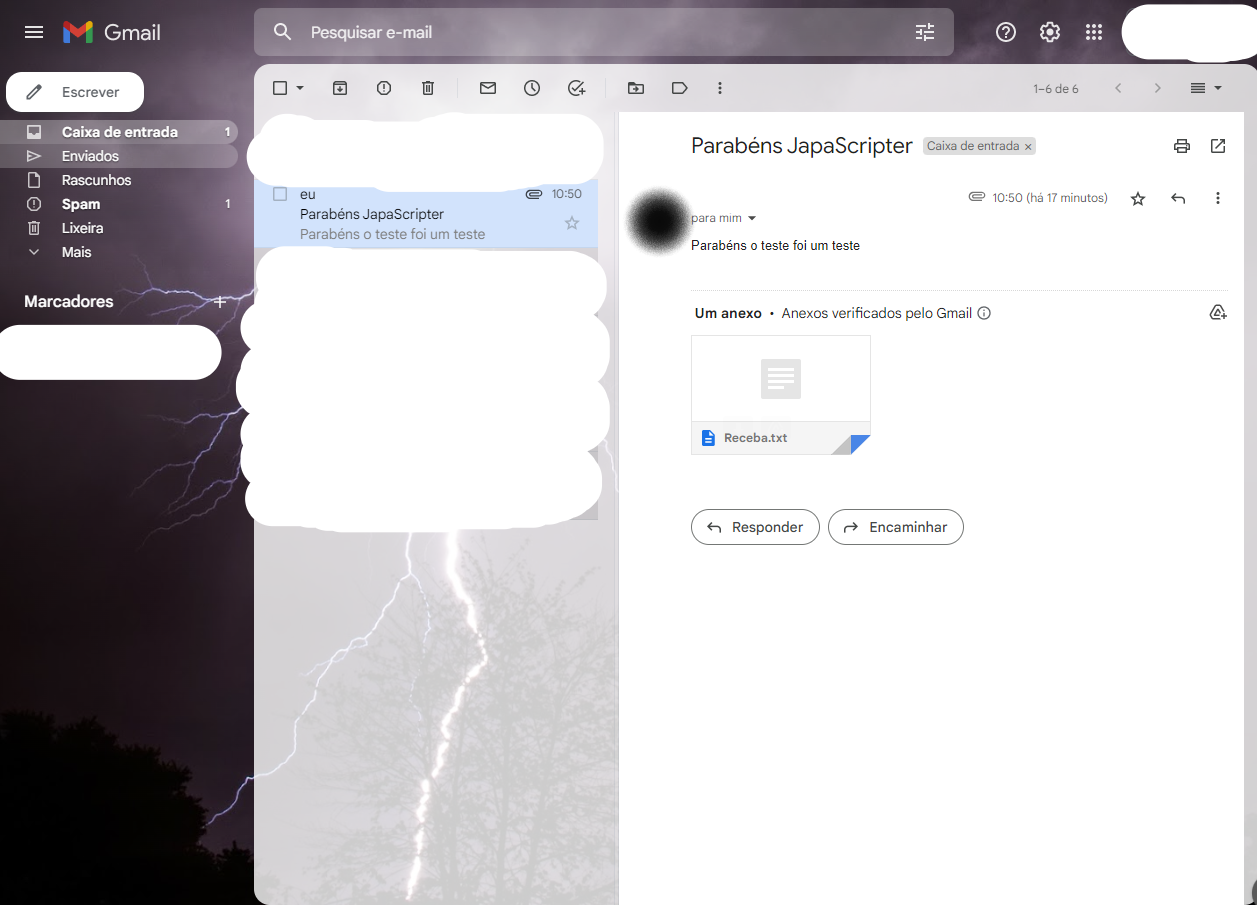 Gmail
Pesquisar e-mail
Escrever
1–6 de 6
Caixa de entrada 1
Enviados
Rascunhos
Spam 1
Lixeira
Mais
Marcadores
eu 10:50
Parabéns JapaScripter
Parabéns o teste foi um teste
Parabéns JapaScripter Caixa de entrada ×
10:50 (há 17 minutos)
para mim
Parabéns o teste foi um teste
Um anexo • Anexos verificados pelo Gmail
Receba.txt
Responder Encaminhar